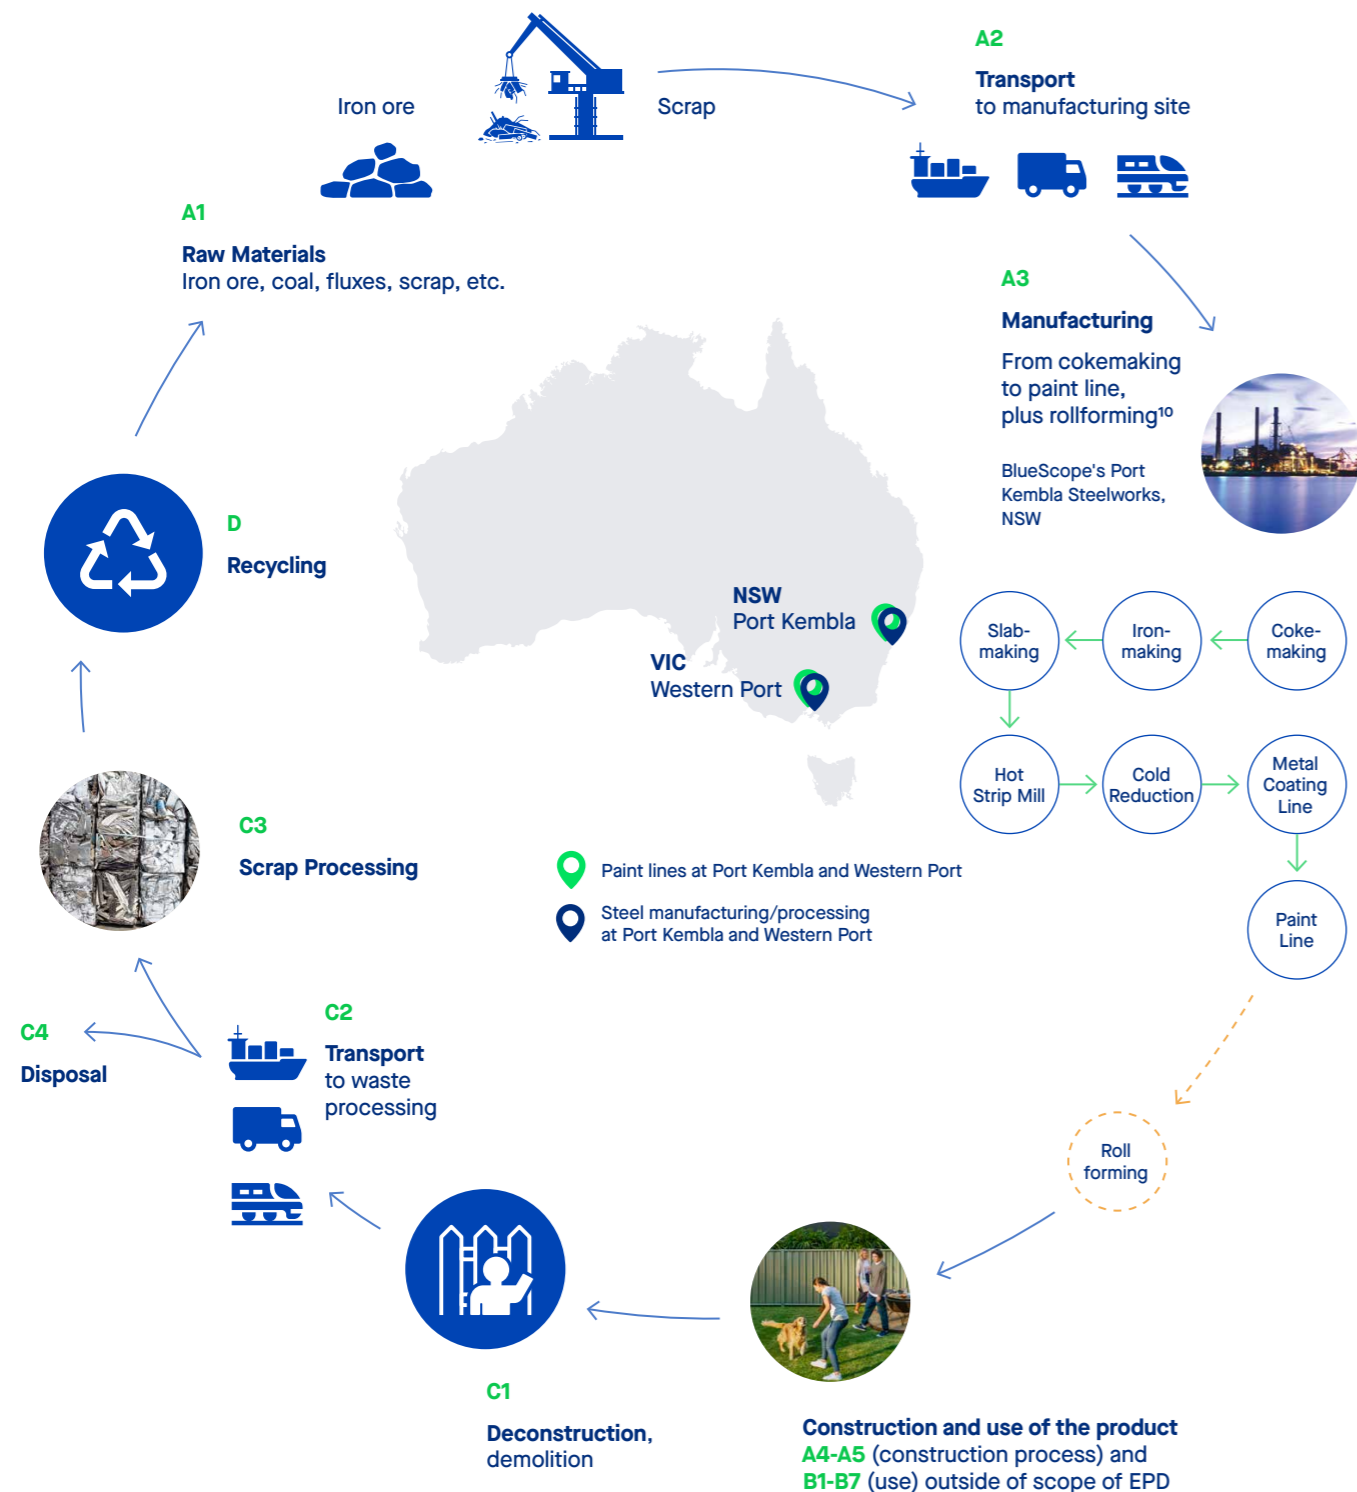 Iron ore
Scrap
A2
Transport
to manufacturing site
A1
Raw Materials
Iron ore, coal, fluxes, scrap, etc.
A3
Manufacturing
From cokemaking
to paint line,
plus rollforming¹⁰
BlueScope's Port
Kembla Steelworks,
NSW
D
Recycling
NSW
Port Kembla
VIC
Western Port
Slab-
making
Iron-
making
Coke-
making
Hot
Strip Mill
Cold
Reduction
Metal
Coating
Line
Paint
Line
C3
Scrap Processing
Paint lines at Port Kembla and Western Port
Steel manufacturing/processing
at Port Kembla and Western Port
C4
Disposal
C2
Transport
to waste
processing
Roll
forming
C1
Deconstruction,
demolition
Construction and use of the product
A4-A5 (construction process) and
B1-B7 (use) outside of scope of EPD